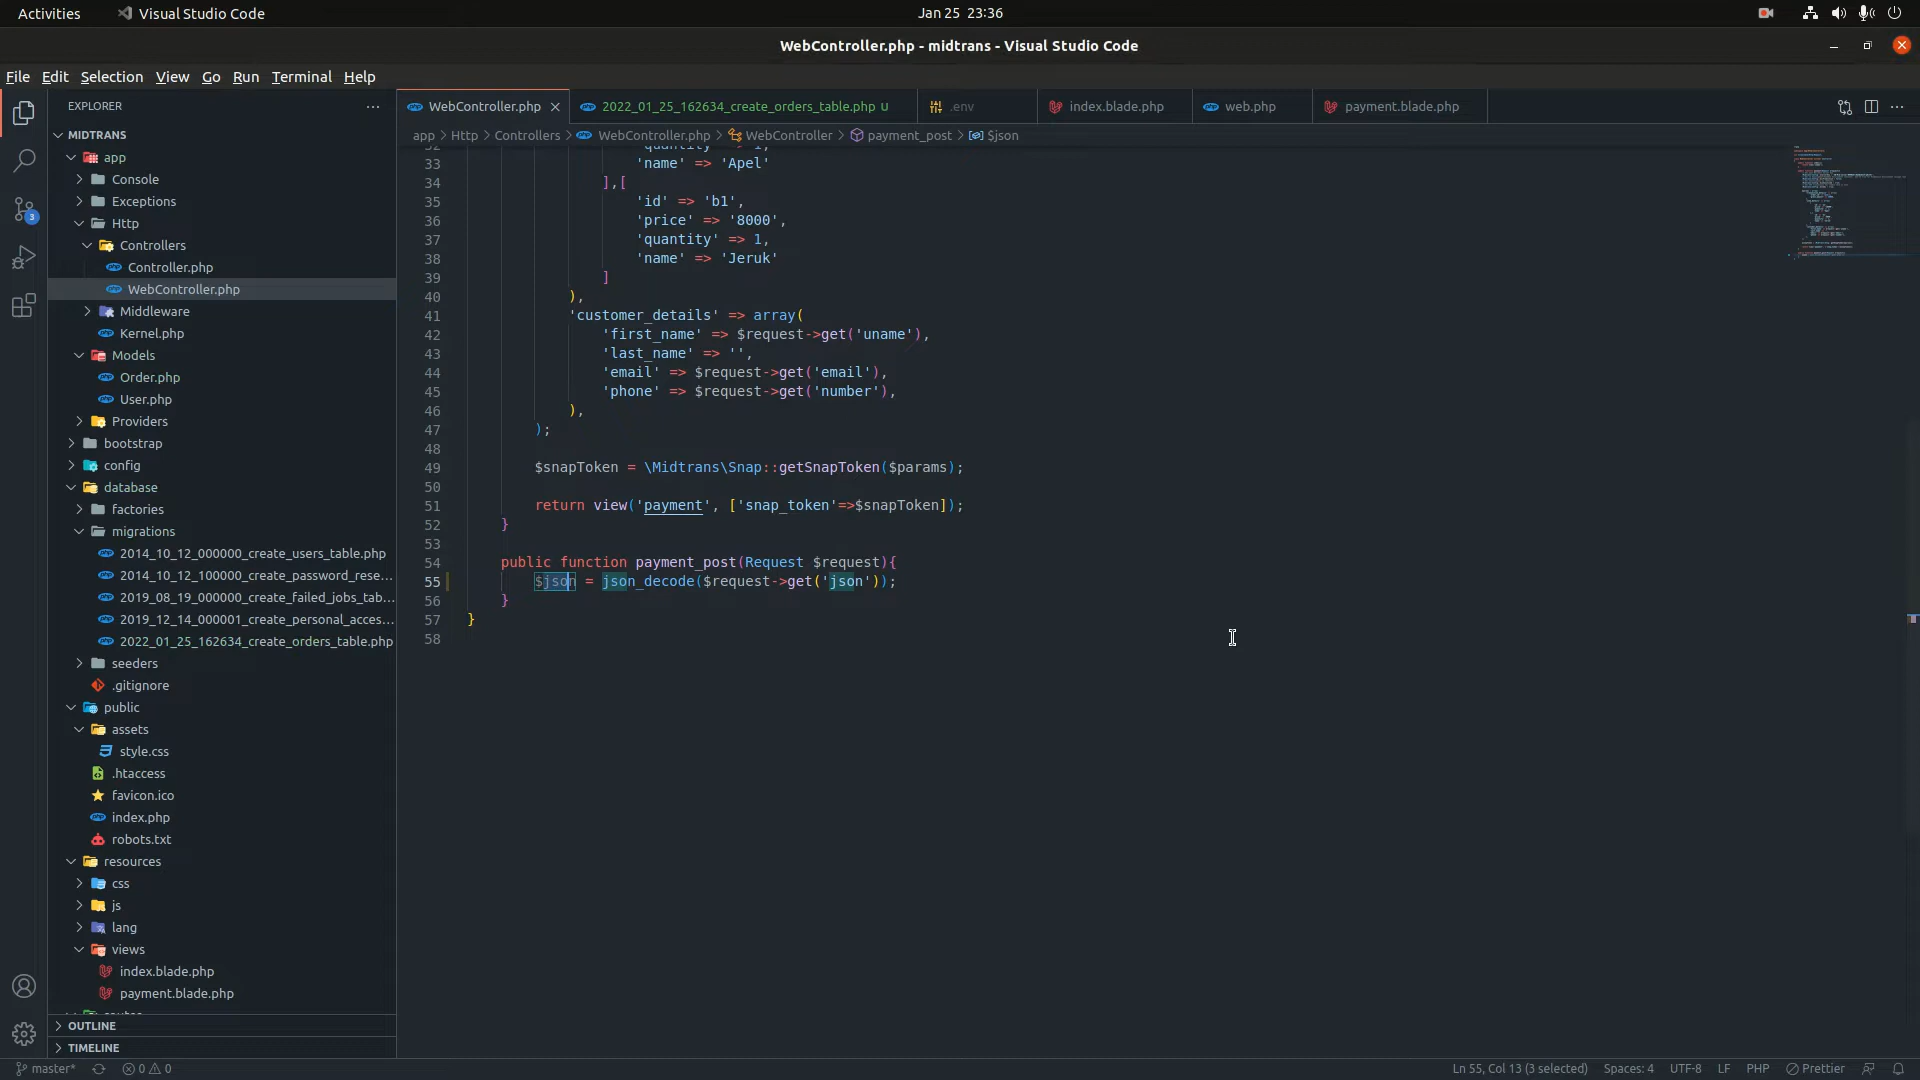 Activities
Visual Studio Code
Jan 25 23:36
WebController.php - midtrans - Visual Studio Code
File Edit Selection View Go Run Terminal Help
EXPLORER
WebController.php
2022_01_25_162634_create_orders_table.php U
.env
index.blade.php
web.php
payment.blade.php
app > Http > Controllers > WebController.php > WebController > payment_post > $json
MIDTRANS
app
Console
Exceptions
Http
Controllers
Controller.php
WebController.php
Middleware
Kernel.php
Models
Order.php
User.php
Providers
bootstrap
config
database
factories
migrations
2014_10_12_000000_create_users_table.php
2014_10_12_100000_create_password_rese...
2019_08_19_000000_create_failed_jobs_tab...
2019_12_14_000001_create_personal_acces...
2022_01_25_162634_create_orders_table.php
seeders
.gitignore
public
assets
style.css
.htaccess
favicon.ico
index.php
robots.txt
resources
css
js
lang
views
index.blade.php
payment.blade.php
OUTLINE
TIMELINE
32 'quantity' => 1,
33 'name' => 'Apel'
34 ],[
35 'id' => 'b1',
36 'price' => '8000',
37 'quantity' => 1,
38 'name' => 'Jeruk'
39 ]
40 ),
41 'customer_details' => array(
42 'first_name' => $request->get('uname'),
43 'last_name' => '',
44 'email' => $request->get('email'),
45 'phone' => $request->get('number'),
46 ),
47 );
48
49 $snapToken = \Midtrans\Snap::getSnapToken($params);
50
51 return view('payment', ['snap_token'=>$snapToken]);
52 }
53
54 public function payment_post(Request $request){
55 $json = json_decode($request->get('json'));
56 }
57 }
58
3
master* 0 0
Ln 55, Col 13 (3 selected) Spaces: 4 UTF-8 LF PHP Prettier